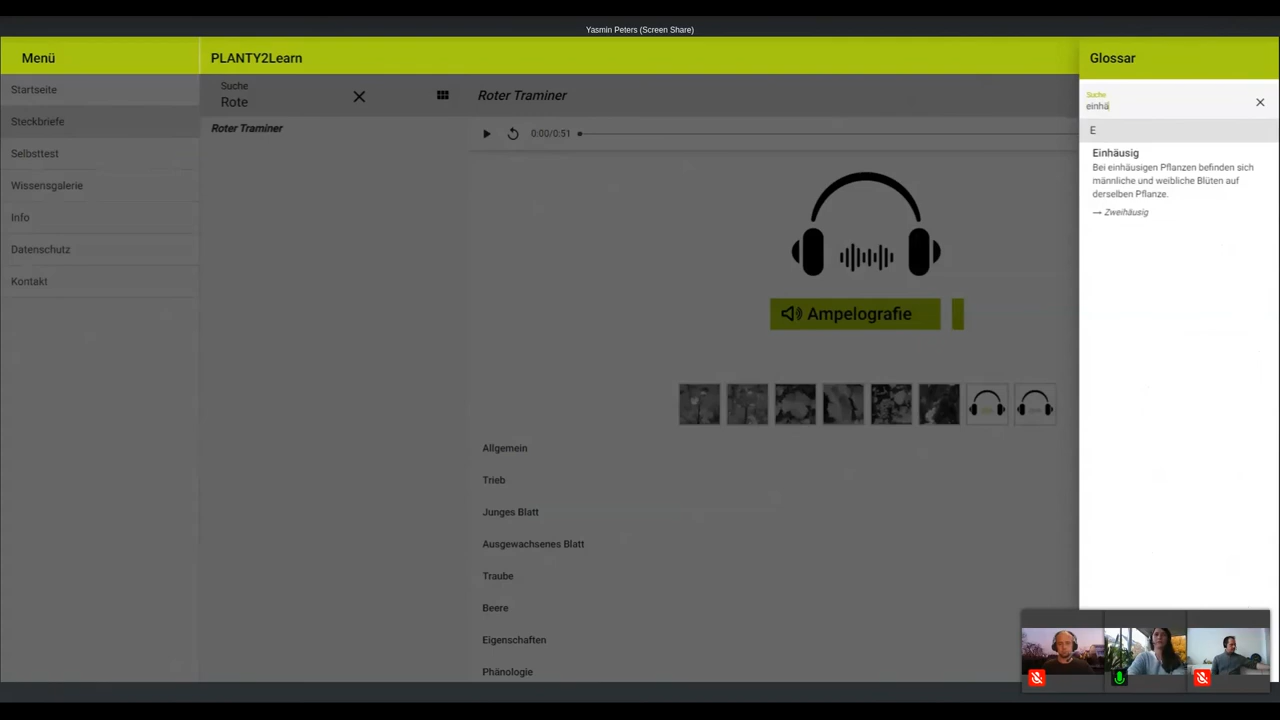 Yasmin Peters (Screen Share)
Menü
PLANTY2Learn
Glossar
Startseite
Steckbriefe
Selbsttest
Wissensgalerie
Info
Datenschutz
Kontakt
Suche
Rote
Roter Traminer
Roter Traminer
0:00/0:51
Ampelografie
Allgemein
Trieb
Junges Blatt
Ausgewachsenes Blatt
Traube
Beere
Eigenschaften
Phänologie
Suche
einhä
E
Einhäusig
Bei einhäusigen Pflanzen befinden sich
männliche und weibliche Blüten auf
derselben Pflanze.
→ Zweihäusig